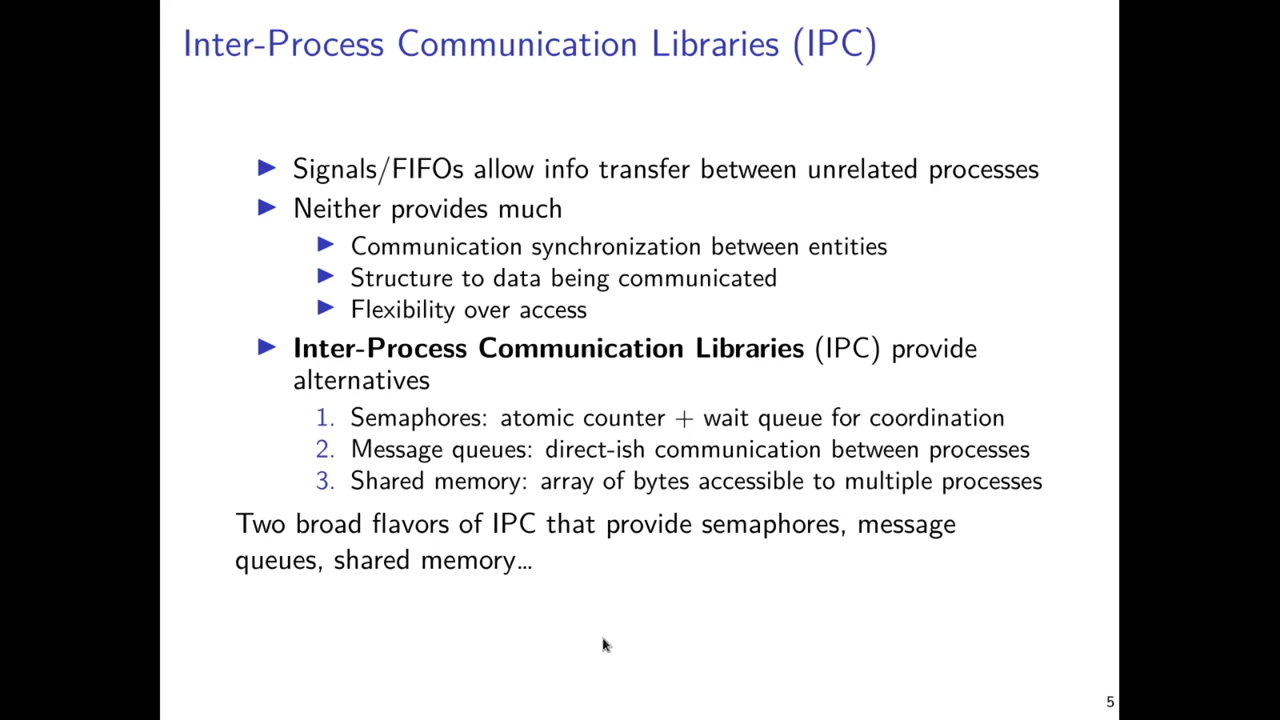 Inter-Process Communication Libraries (IPC)
▶ Signals/FIFOs allow info transfer between unrelated processes
▶ Neither provides much
▶ Communication synchronization between entities
▶ Structure to data being communicated
▶ Flexibility over access
▶ Inter-Process Communication Libraries (IPC) provide
alternatives
1. Semaphores: atomic counter + wait queue for coordination
2. Message queues: direct-ish communication between processes
3. Shared memory: array of bytes accessible to multiple processes
Two broad flavors of IPC that provide semaphores, message
queues, shared memory...
5